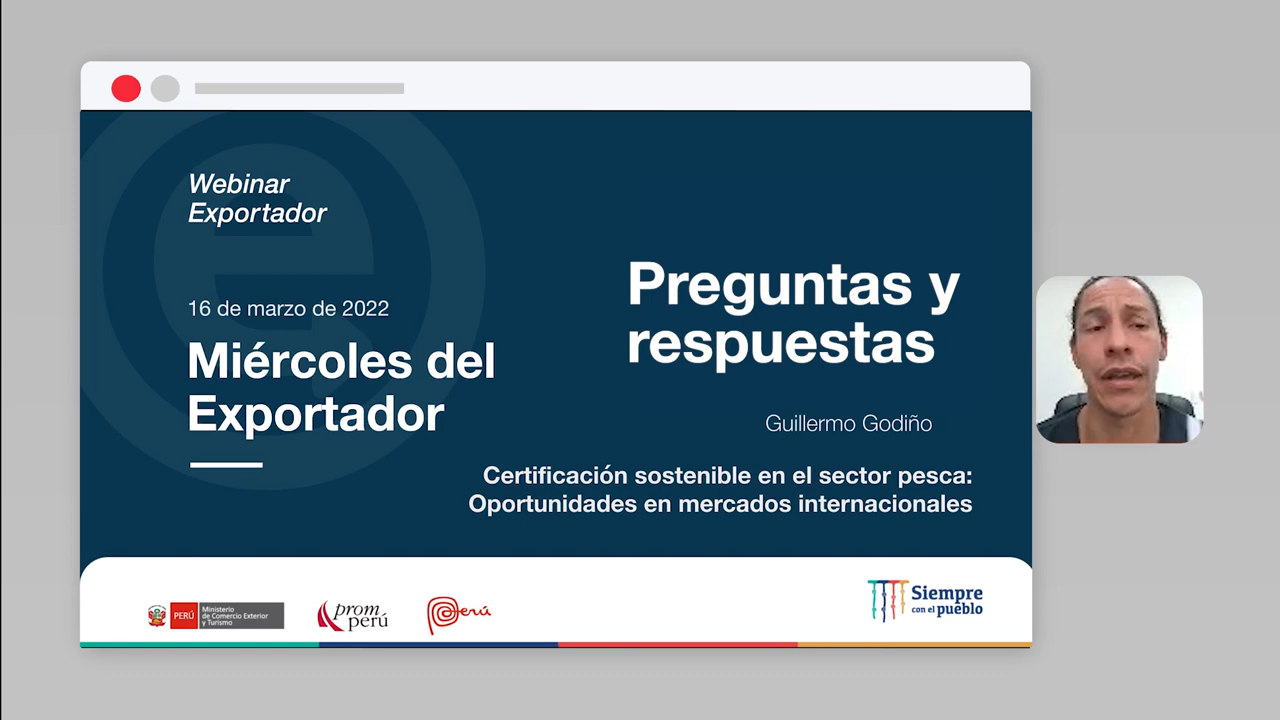 Webinar
Exportador
16 de marzo de 2022
Miércoles del
Exportador
Preguntas y
respuestas
Guillermo Godiño
Certificación sostenible en el sector pesca:
Oportunidades en mercados internacionales
PERÚ
Ministerio
de Comercio Exterior
y Turismo
prom
perú
Perú
Siempre
con el pueblo